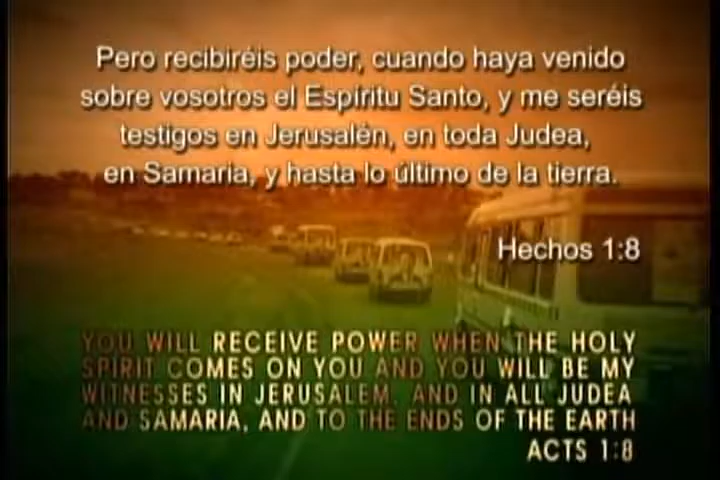 Pero recibiréis poder, cuando haya venido
sobre vosotros el Espíritu Santo, y me seréis
testigos en Jerusalén, en toda Judea,
en Samaria, y hasta lo último de la tierra.
Hechos 1:8
YOU WILL RECEIVE POWER WHEN THE HOLY
SPIRIT COMES ON YOU AND YOU WILL BE MY
WITNESSES IN JERUSALEM, AND IN ALL JUDEA
AND SAMARIA, AND TO THE ENDS OF THE EARTH
ACTS 1:8